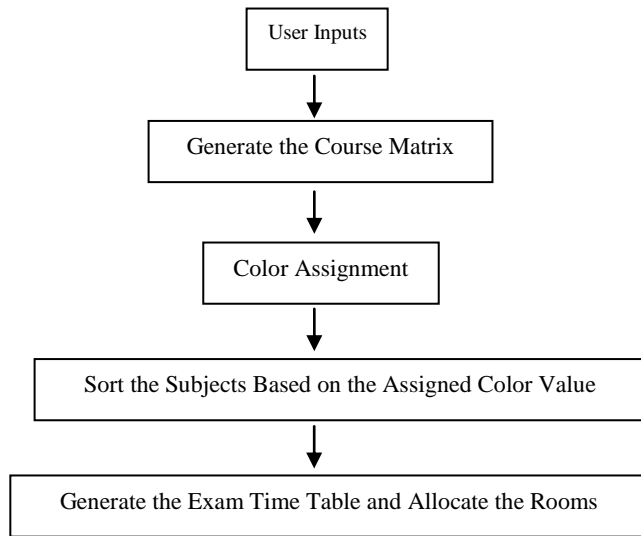 User Inputs
Generate the Course Matrix
Color Assignment
Sort the Subjects Based on the Assigned Color Value
Generate the Exam Time Table and Allocate the Rooms